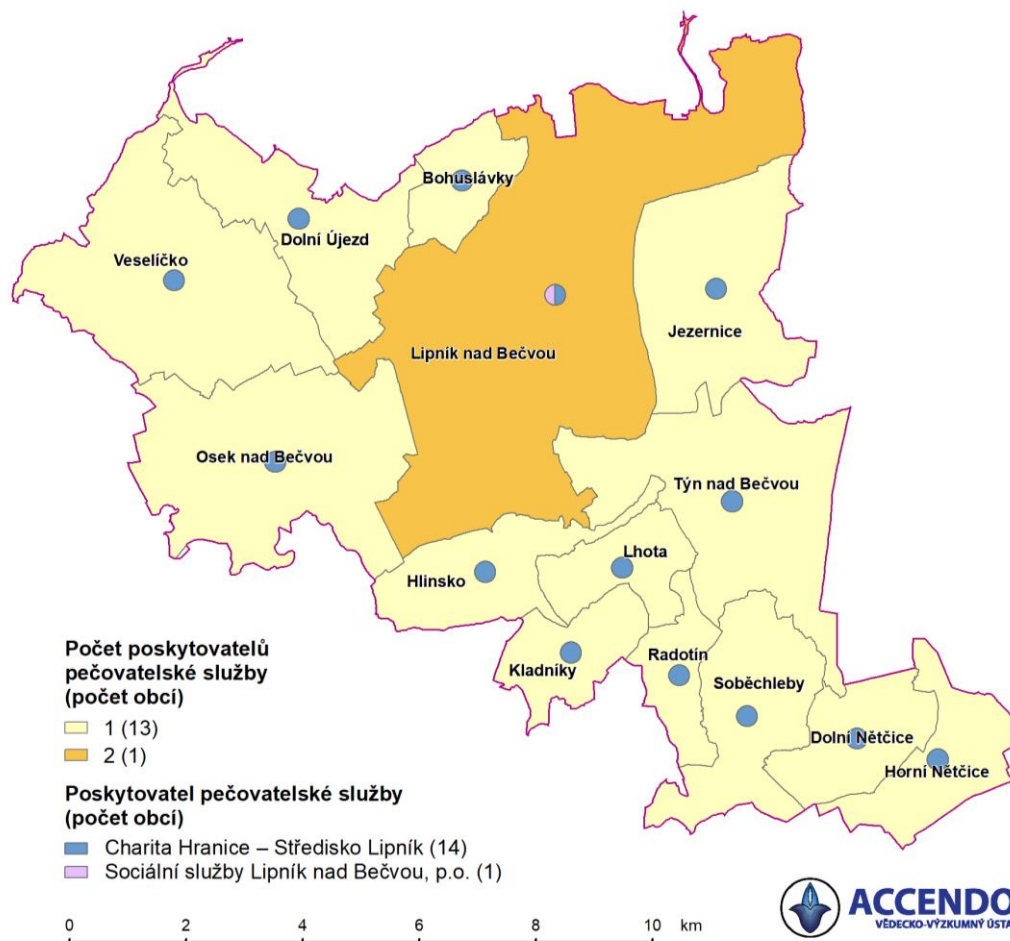 Bohuslávky
Dolní Újezd
Veselíčko
Lipník nad Bečvou
Jezernice
Osek nad Bečvou
Týn nad Bečvou
Lhota
Hlinsko
Kladníky
Radotín
Soběchleby
Dolní Nětčice
Horní Nětčice
Počet poskytovatelů
pečovatelské služby
(počet obcí)
1 (13)
2 (1)
Poskytovatel pečovatelské služby
(počet obcí)
Charita Hranice – Středisko Lipník (14)
Sociální služby Lipník nad Bečvou, p.o. (1)
0 2 4 6 8 10 km
ACCENDO
VĚDECKO-VÝZKUMNÝ ÚSTA